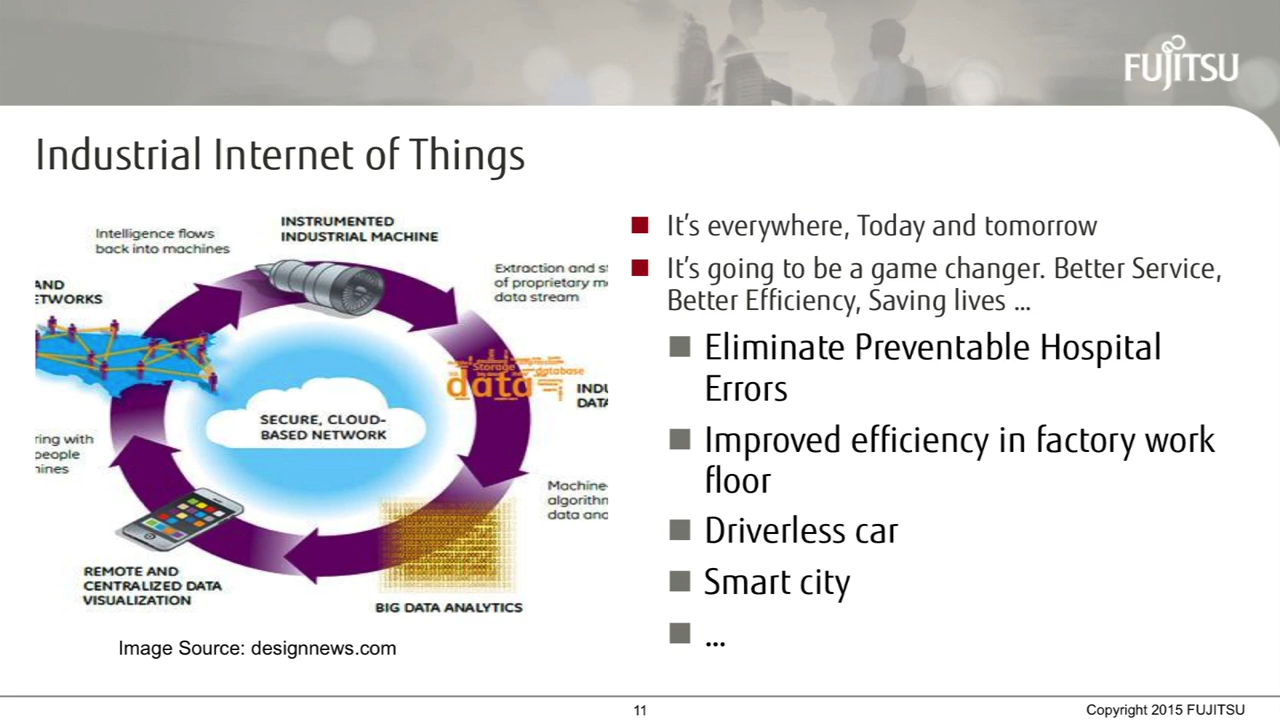 FUJITSU
Industrial Internet of Things
Intelligence flows
back into machines
INSTRUMENTED
INDUSTRIAL MACHINE
Extraction and
of proprietary
data stream
AND
ETWORKS
Storage
database
data
INDU
DATA
SECURE, CLOUD-
BASED NETWORK
ring with
people
hines
Machine-
algorithm
data ana
REMOTE AND
CENTRALIZED DATA
VISUALIZATION
BIG DATA ANALYTICS
Image Source: designnews.com
It's everywhere, Today and tomorrow
It's going to be a game changer. Better Service,
Better Efficiency, Saving lives ...
Eliminate Preventable Hospital
Errors
Improved efficiency in factory work
floor
Driverless car
Smart city
...
11
Copyright 2015 FUJITSU